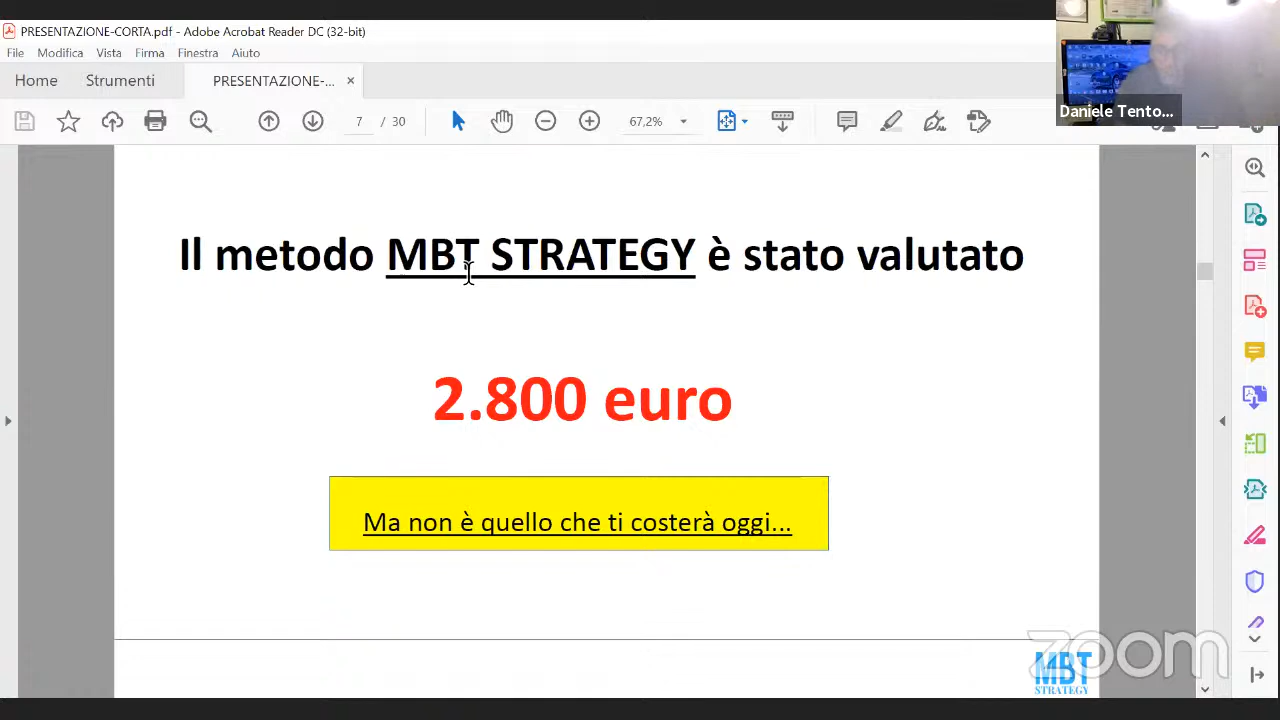 PRESENTAZIONE-CORTA.pdf - Adobe Acrobat Reader DC (32-bit)
File Modifica Vista Firma Finestra Aiuto
Home Strumenti PRESENTAZIONE-... ×
7 / 30 67,2%
Daniele Tento...
Il metodo MBT STRATEGY è stato valutato
2.800 euro
Ma non è quello che ti costerà oggi...
zoom
MBT
STRATEGY